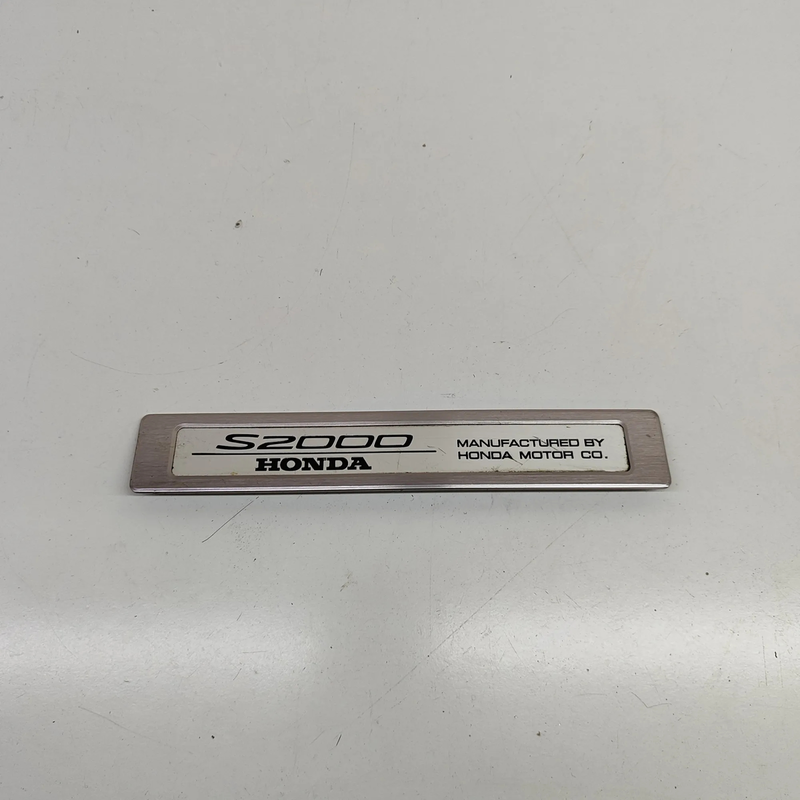 S2000
HONDA
MANUFACTURED BY
HONDA MOTOR CO.